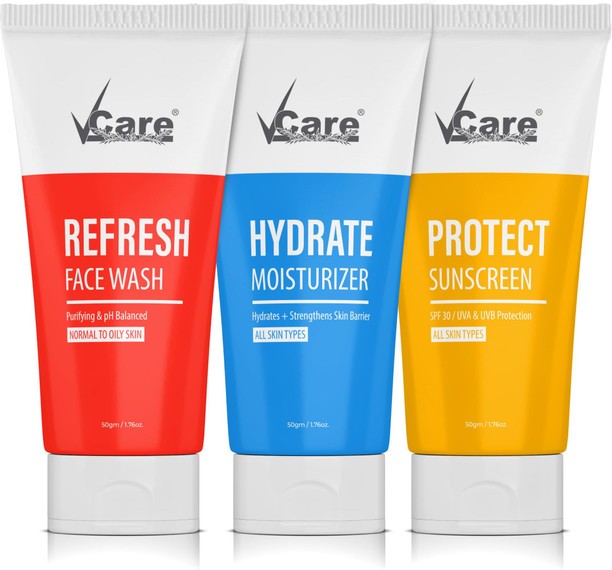 VCare®
REFRESH
FACE WASH
Purifying & pH Balanced
NORMAL TO OILY SKIN
50gm / 1.76oz.
VCare®
HYDRATE
MOISTURIZER
Hydrates + Strengthens Skin Barrier
ALL SKIN TYPES
50gm / 1.76oz.
VCare®
PROTECT
SUNSCREEN
SPF 30 / UVA & UVB Protection
ALL SKIN TYPES
50gm / 1.76oz.